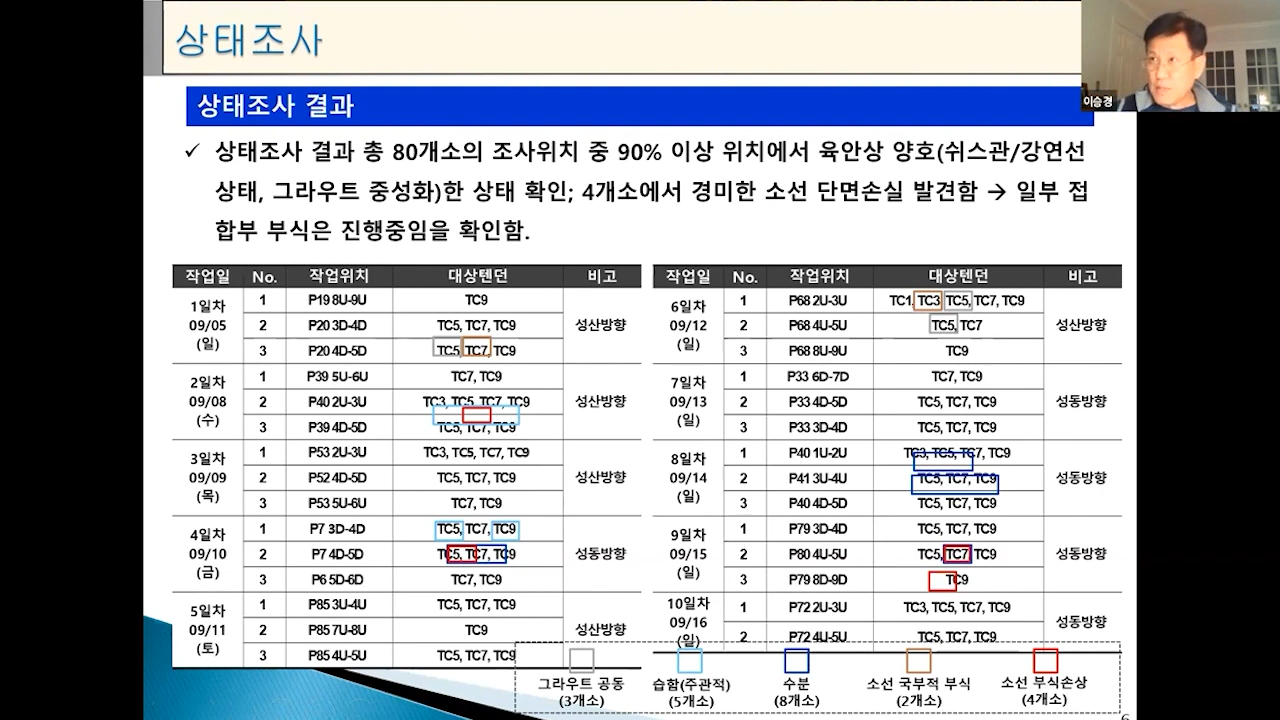 상태조사
이승경
상태조사 결과
✓ 상태조사 결과 총 80개소의 조사위치 중 90% 이상 위치에서 육안상 양호(쉬스관/강연선
상태, 그라우트 중성화)한 상태 확인; 4개소에서 경미한 소선 단면손실 발견함 → 일부 접
합부 부식은 진행중임을 확인함.
작업일 No. 작업위치 대상텐던 비고
1일차 09/05 (일) 성산방향
1 P19 8U-9U TC9
2 P20 3D-4D TC5, TC7, TC9
3 P20 4D-5D TC5, TC7, TC9
2일차 09/08 (수) 성산방향
1 P39 5U-6U TC7, TC9
2 P40 2U-3U TC3, TC5, TC7, TC9
3 P39 4D-5D TC5, TC7, TC9
3일차 09/09 (목) 성산방향
1 P53 2U-3U TC3, TC5, TC7, TC9
2 P52 4D-5D TC5, TC7, TC9
3 P53 5U-6U TC7, TC9
4일차 09/10 (금) 성동방향
1 P7 3D-4D TC5, TC7, TC9
2 P7 4D-5D TC5, TC7, TC9
3 P6 5D-6D TC7, TC9
5일차 09/11 (토) 성산방향
1 P85 3U-4U TC5, TC7, TC9
2 P85 7U-8U TC9
3 P85 4U-5U TC5, TC7, TC9
작업일 No. 작업위치 대상텐던 비고
6일차 09/12 (일) 성산방향
1 P68 2U-3U TC1, TC3, TC5, TC7, TC9
2 P68 4U-5U TC5, TC7
3 P68 8U-9U TC9
7일차 09/13 (일) 성동방향
1 P33 6D-7D TC7, TC9
2 P33 4D-5D TC5, TC7, TC9
3 P33 3D-4D TC5, TC7, TC9
8일차 09/14 (일) 성동방향
1 P40 1U-2U TC3, TC5, TC7, TC9
2 P41 3U-4U TC5, TC7, TC9
3 P40 4D-5D TC5, TC7, TC9
9일차 09/15 (일) 성동방향
1 P79 3D-4D TC5, TC7, TC9
2 P80 4U-5U TC5, TC7, TC9
3 P79 8D-9D TC9
10일차 09/16 (일) 성동방향
1 P72 2U-3U TC3, TC5, TC7, TC9
2 P72 4U-5U TC5, TC7, TC9
그라우트 공동 습함(주관적) 수분 소선 국부적 부식 소선 부식손상
(3개소) (5개소) (8개소) (2개소) (4개소)
6